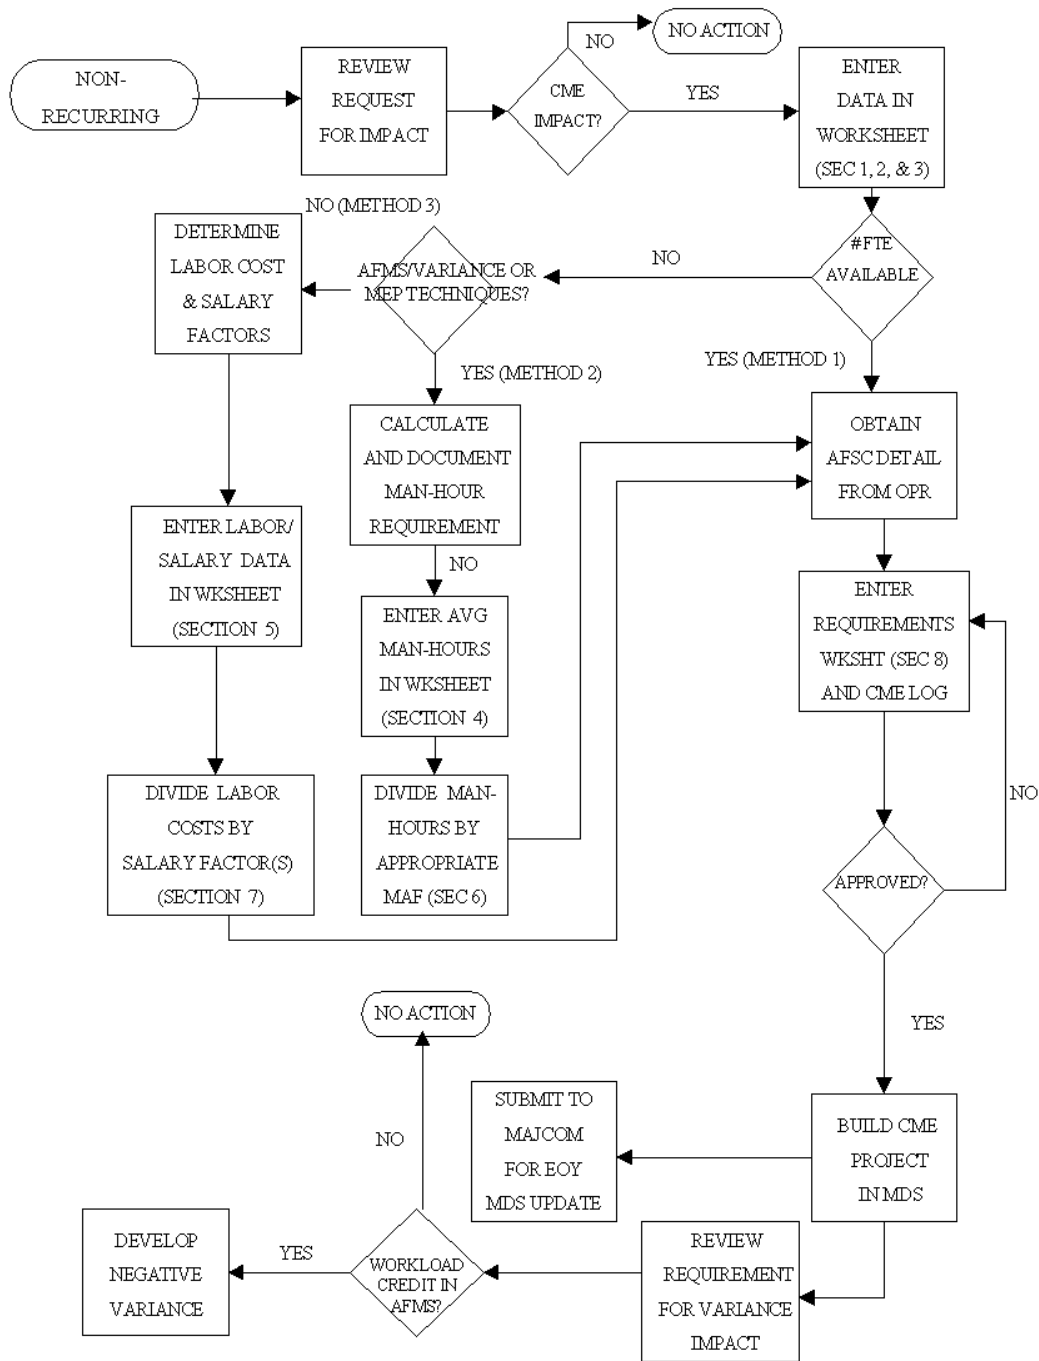 NON-
RECURRING
REVIEW
REQUEST
FOR IMPACT
CME
IMPACT?
NO
NO ACTION
YES
ENTER
DATA IN
WORKSHEET
(SEC 1, 2, & 3)
#FTE
AVAILABLE
NO
AFMS/VARIANCE OR
MEP TECHNIQUES?
NO (METHOD 3)
DETERMINE
LABOR COST
& SALARY
FACTORS
YES (METHOD 2)
YES (METHOD 1)
CALCULATE
AND DOCUMENT
MAN-HOUR
REQUIREMENT
OBTAIN
AFSC DETAIL
FROM OPR
ENTER LABOR/
SALARY DATA
IN WKSHEET
(SECTION 5)
NO
ENTER AVG
MAN-HOURS
IN WKSHEET
(SECTION 4)
ENTER
REQUIREMENTS
WKSHT (SEC 8)
AND CME LOG
DIVIDE LABOR
COSTS BY
SALARY FACTOR(S)
(SECTION 7)
DIVIDE MAN-
HOURS BY
APPROPRIATE
MAF (SEC 6)
NO
APPROVED?
YES
NO ACTION
BUILD CME
PROJECT
IN MDS
SUBMIT TO
MAJCOM
FOR EOY
MDS UPDATE
NO
REVIEW
REQUIREMENT
FOR VARIANCE
IMPACT
WORKLOAD
CREDIT IN
AFMS?
YES
DEVELOP
NEGATIVE
VARIANCE